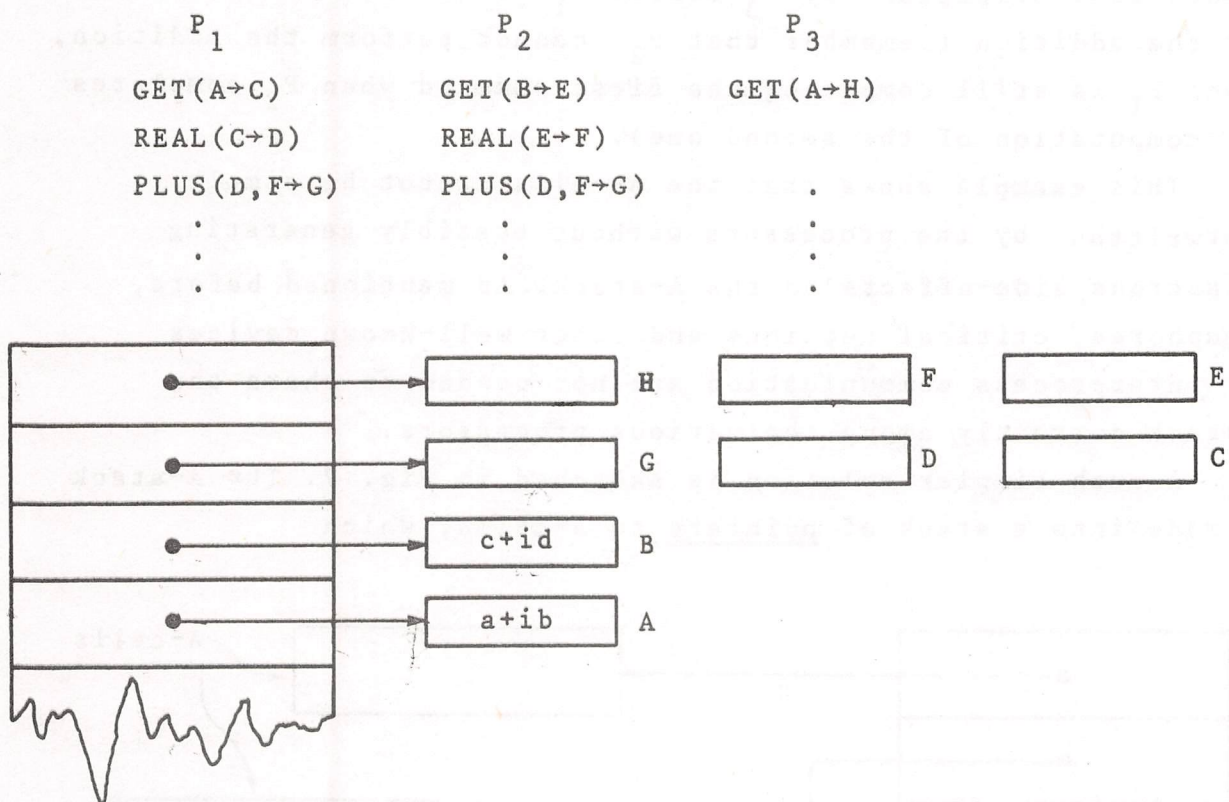 P1 P2 P3
GET(A→C) GET(B→E) GET(A→H)
REAL(C→D) REAL(E→F)
PLUS(D,F→G) PLUS(D,F→G)
H F E
G D C
c+id B
a+ib A